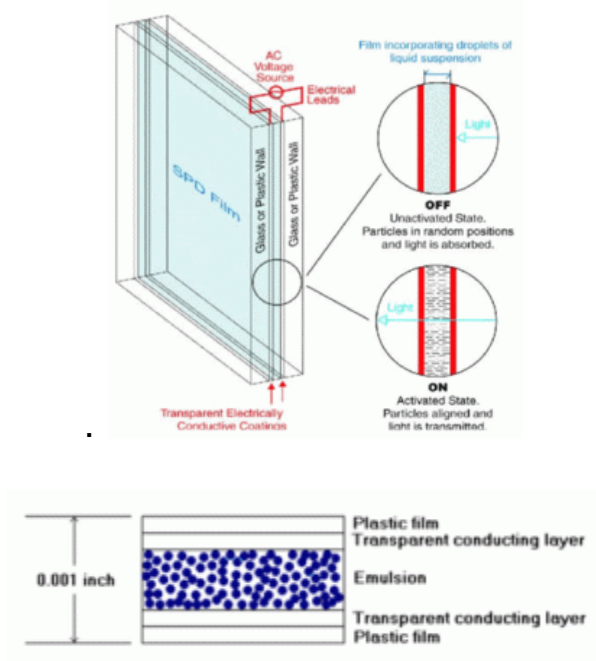 AC
Voltage
Source
Electrical
Leads
Film incorporating droplets of
liquid suspension
Light
SPD Film
Glass or Plastic Wall
Glass or Plastic Wall
OFF
Unactivated State.
Particles in random positions
and light is absorbed.
Light
ON
Activated State.
Particles aligned and
light is transmitted.
Transparent Electrically
Conductive Coatings
.
Plastic film
Transparent conducting layer
0.001 inch
Emulsion
Transparent conducting layer
Plastic film